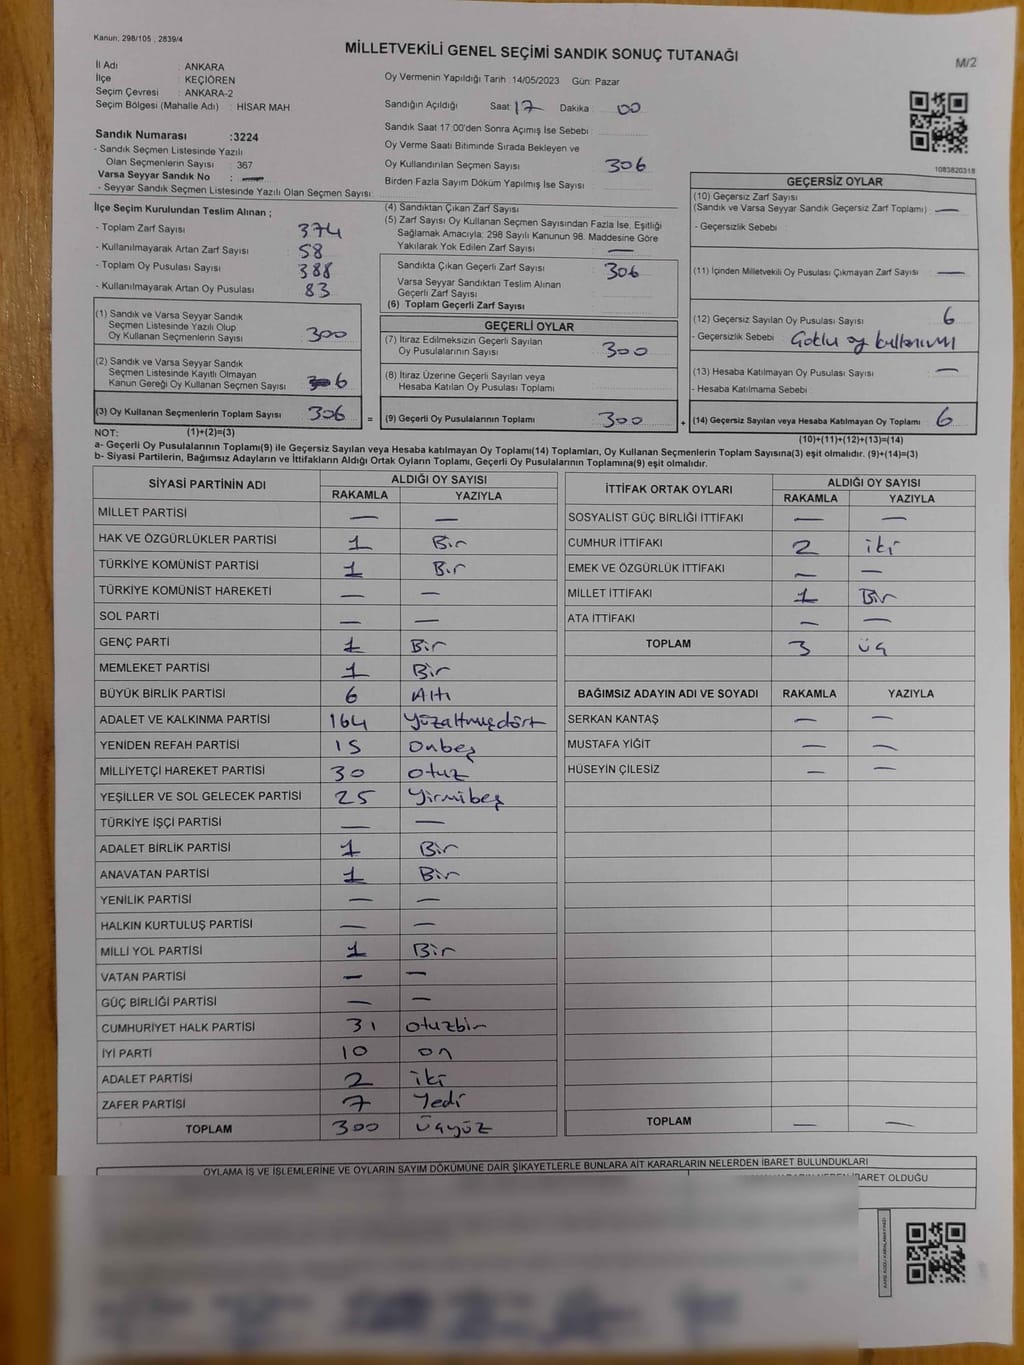 Kanun, 298/105 ; 2839/4
MİLLETVEKİLİ GENEL SEÇİMİ SANDIK SONUÇ TUTANAĞI
M/2
İl Adı : ANKARA
İlçe : KEÇİÖREN
Seçim Çevresi : ANKARA-2
Seçim Bölgesi (Mahalle Adı) : HİSAR MAH.
Sandık Numarası :3224
- Sandık Seçmen Listesinde Yazılı
Olan Seçmenlerin Sayısı : 367
Varsa Seyyar Sandık No : —
- Seyyar Sandık Seçmen Listesinde Yazılı Olan Seçmen Sayısı:
Oy Vermenin Yapıldığı Tarih :14/05/2023 Gün: Pazar
Sandığın Açıldığı Saat: 17 Dakika: 00
Sandık Saat 17:00'den Sonra Açımış İse Sebebi :
Oy Verme Saati Bitiminde Sırada Bekleyen ve
Oy Kullandırılan Seçmen Sayısı 306
Birden Fazla Sayım Döküm Yapılmış İse Sayısı :
1083820318
İlçe Seçim Kurulundan Teslim Alınan ;
- Toplam Zarf Sayısı 374
- Kullanılmayarak Artan Zarf Sayısı 58
- Toplam Oy Pusulası Sayısı 388
- Kullanılmayarak Artan Oy Pusulası 83
(1) Sandık ve Varsa Seyyar Sandık
Seçmen Listesinde Yazılı Olup
Oy Kullanan Seçmenlerin Sayısı 300
(2) Sandık ve Varsa Seyyar Sandık
Seçmen Listesinde Kayıtlı Olmayan
Kanun Gereği Oy Kullanan Seçmen Sayısı 6
(3) Oy Kullanan Seçmenlerin Toplam Sayısı 306
(1)+(2)=(3)
(4) Sandıktan Çıkan Zarf Sayısı
(5) Zarf Sayısı Oy Kullanan Seçmen Sayısından Fazla İse, Eşitliği
Sağlamak Amacıyla; 298 Sayılı Kanunun 98. Maddesine Göre
Yakılarak Yok Edilen Zarf Sayısı —
Sandıkta Çıkan Geçerli Zarf Sayısı 306
Varsa Seyyar Sandıktan Teslim Alınan
Geçerli Zarf Sayısı
(6) Toplam Geçerli Zarf Sayısı
GEÇERLİ OYLAR
(7) İtiraz Edilmeksizin Geçerli Sayılan
Oy Pusulalarının Sayısı 300
(8) İtiraz Üzerine Geçerli Sayılan veya
Hesaba Katılan Oy Pusulası Toplamı
= (9) Geçerli Oy Pusulalarının Toplamı 300 +
GEÇERSİZ OYLAR
(10) Geçersiz Zarf Sayısı
(Sandık ve Varsa Seyyar Sandık Geçersiz Zarf Toplamı) —
- Geçersizlik Sebebi :
(11) İçinden Milletvekili Oy Pusulası Çıkmayan Zarf Sayısı —
(12) Geçersiz Sayılan Oy Pusulası Sayısı 6
- Geçersizlik Sebebi Çoklu oy kullanımı
(13) Hesaba Katılmayan Oy Pusulası Sayısı —
- Hesaba Katılmama Sebebi
(14) Geçersiz Sayılan veya Hesaba Katılmayan Oy Toplamı 6
(10)+(11)+(12)+(13)=(14)
NOT:
a- Geçerli Oy Pusulalarının Toplamı(9) ile Geçersiz Sayılan veya Hesaba katılmayan Oy Toplamı(14) Toplamları, Oy Kullanan Seçmenlerin Toplam Sayısına(3) eşit olmalıdır. (9)+(14)=(3)
b- Siyasi Partilerin, Bağımsız Adayların ve İttifakların Aldığı Ortak Oyların Toplamı, Geçerli Oy Pusulalarının Toplamına(9) eşit olmalıdır.
SİYASİ PARTİNİN ADI ALDIĞI OY SAYISI
RAKAMLA YAZIYLA
MİLLET PARTİSİ — —
HAK VE ÖZGÜRLÜKLER PARTİSİ 1 Bir
TÜRKİYE KOMÜNİST PARTİSİ 1 Bir
TÜRKİYE KOMÜNİST HAREKETİ — —
SOL PARTİ — —
GENÇ PARTİ 1 Bir
MEMLEKET PARTİSİ 1 Bir
BÜYÜK BİRLİK PARTİSİ 6 Altı
ADALET VE KALKINMA PARTİSİ 164 Yüzaltmışdört
YENİDEN REFAH PARTİSİ 15 Onbeş
MİLLİYETÇİ HAREKET PARTİSİ 30 otuz
YEŞİLLER VE SOL GELECEK PARTİSİ 25 Yirmibeş
TÜRKİYE İŞÇİ PARTİSİ — —
ADALET BİRLİK PARTİSİ 1 Bir
ANAVATAN PARTİSİ 1 Bir
YENİLİK PARTİSİ — —
HALKIN KURTULUŞ PARTİSİ — —
MİLLİ YOL PARTİSİ 1 Bir
VATAN PARTİSİ — —
GÜÇ BİRLİĞİ PARTİSİ — —
CUMHURİYET HALK PARTİSİ 31 otuzbir
İYİ PARTİ 10 on
ADALET PARTİSİ 2 iki
ZAFER PARTİSİ 7 Yedi
TOPLAM 300 Üçyüz
İTTİFAK ORTAK OYLARI ALDIĞI OY SAYISI
RAKAMLA YAZIYLA
SOSYALİST GÜÇ BİRLİĞİ İTTİFAKI — —
CUMHUR İTTİFAKI 2 iki
EMEK VE ÖZGÜRLÜK İTTİFAKI — —
MİLLET İTTİFAKI 1 Bir
ATA İTTİFAKI — —
TOPLAM 3 üç
BAĞIMSIZ ADAYIN ADI VE SOYADI RAKAMLA YAZIYLA
SERKAN KANTAŞ — —
MUSTAFA YİĞİT — —
HÜSEYİN ÇİLESİZ — —
TOPLAM — —
OYLAMA İŞ VE İŞLEMLERİNE VE OYLARIN SAYIM DÖKÜMÜNE DAİR ŞİKAYETLERLE BUNLARA AİT KARARLARIN NELERDEN İBARET BULUNDUKLARI
İBARET OLDUĞU